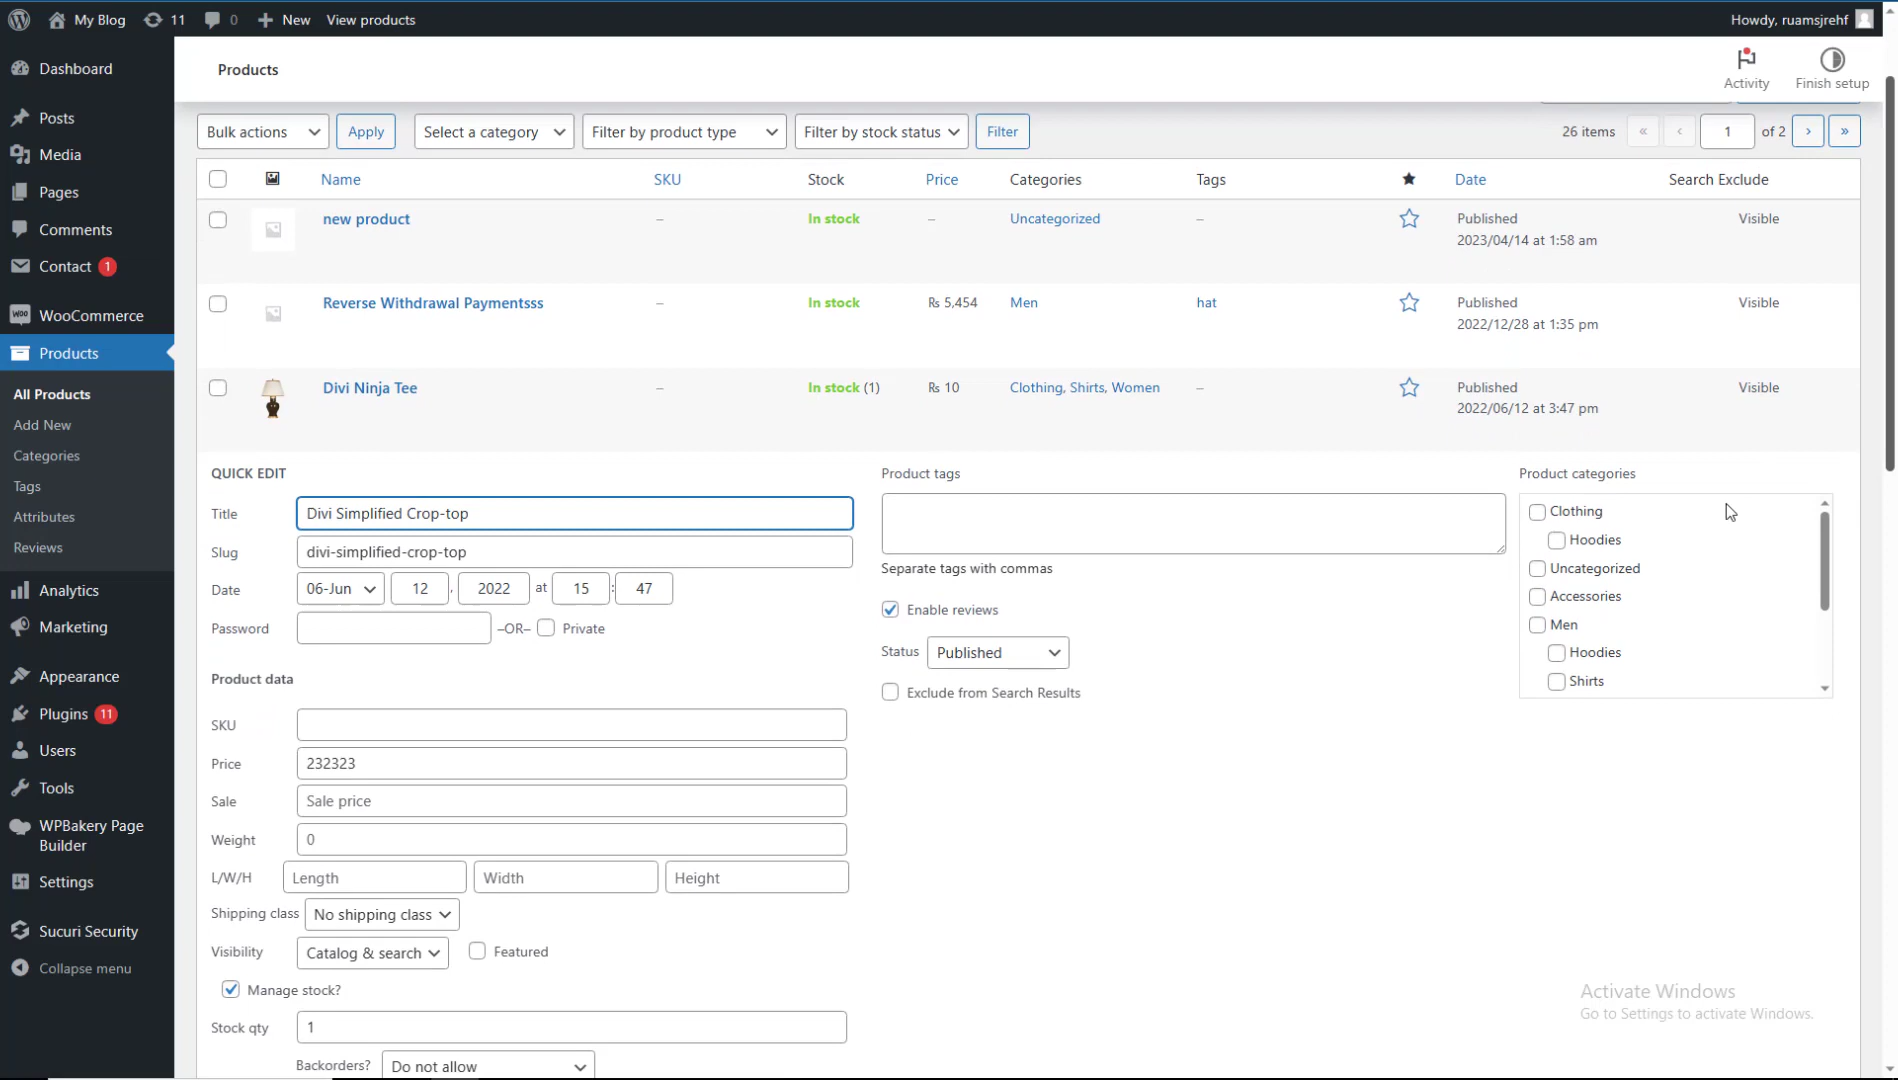 My Blog 11 0 New View products Howdy, ruamsjrehf
Products
Activity Finish setup
Dashboard
Posts
Media
Pages
Comments
Contact 1
WooCommerce
Products
All Products
Add New
Categories
Tags
Attributes
Reviews
Analytics
Marketing
Appearance
Plugins 11
Users
Tools
WPBakery Page
Builder
Settings
Sucuri Security
Collapse menu
Bulk actions Apply Select a category Filter by product type Filter by stock status Filter 26 items « ‹ 1 of 2 › »
Name SKU Stock Price Categories Tags Date Search Exclude
new product – In stock – Uncategorized – Published Visible
2023/04/14 at 1:58 am
Reverse Withdrawal Paymentsss – In stock ₨ 5,454 Men hat Published Visible
2022/12/28 at 1:35 pm
Divi Ninja Tee – In stock (1) ₨ 10 Clothing, Shirts, Women – Published Visible
2022/06/12 at 3:47 pm
QUICK EDIT
Title Divi Simplified Crop-top
Slug divi-simplified-crop-top
Date 06-Jun 12 , 2022 at 15 : 47
Password –OR– Private
Product data
SKU
Price 232323
Sale Sale price
Weight 0
L/W/H Length Width Height
Shipping class No shipping class
Visibility Catalog & search Featured
Manage stock?
Stock qty 1
Backorders? Do not allow
Product tags
Separate tags with commas
Enable reviews
Status Published
Exclude from Search Results
Product categories
Clothing
Hoodies
Uncategorized
Accessories
Men
Hoodies
Shirts
Activate Windows
Go to Settings to activate Windows.